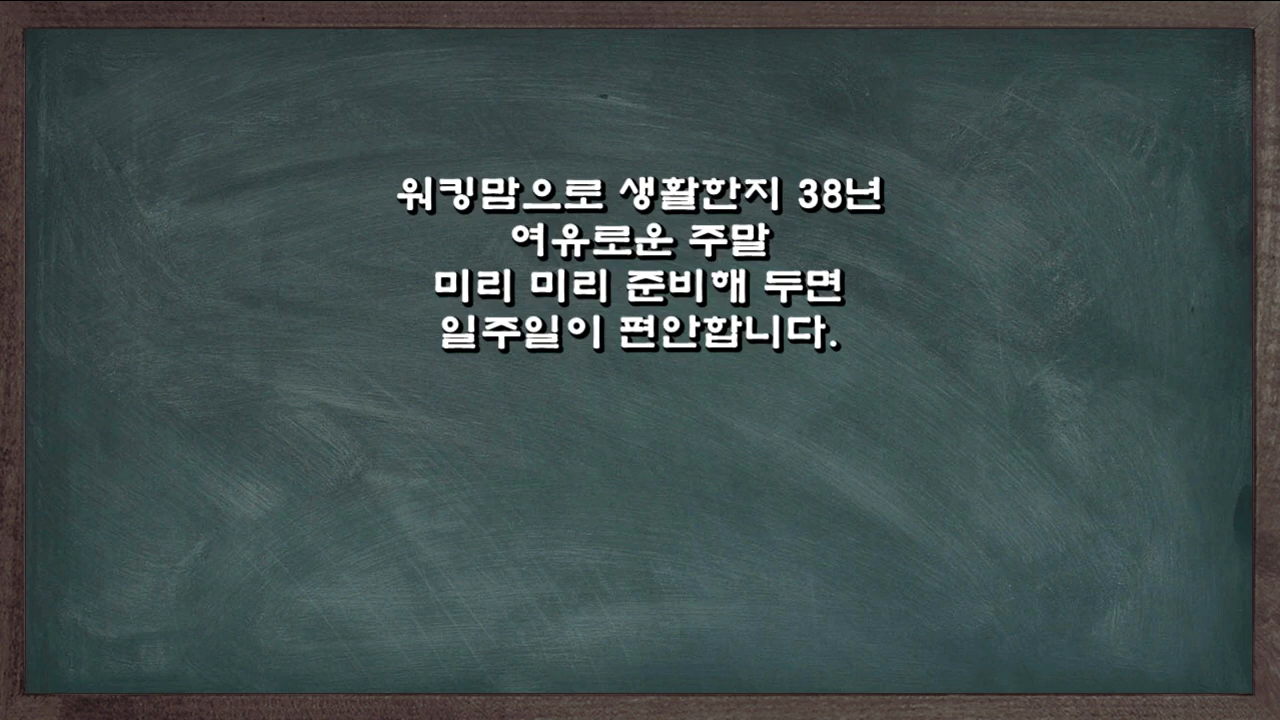 워킹맘으로 생활한지 38년
여유로운 주말
미리 미리 준비해 두면
일주일이 편안합니다.